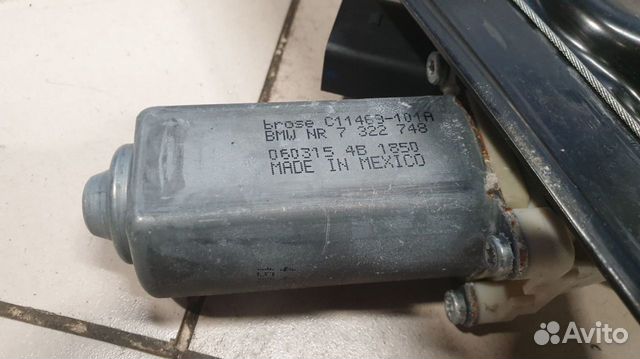 brose C11463-101A
BMW NR 7 322 748
060315 4B 1850
MADE IN MEXICO
Avito